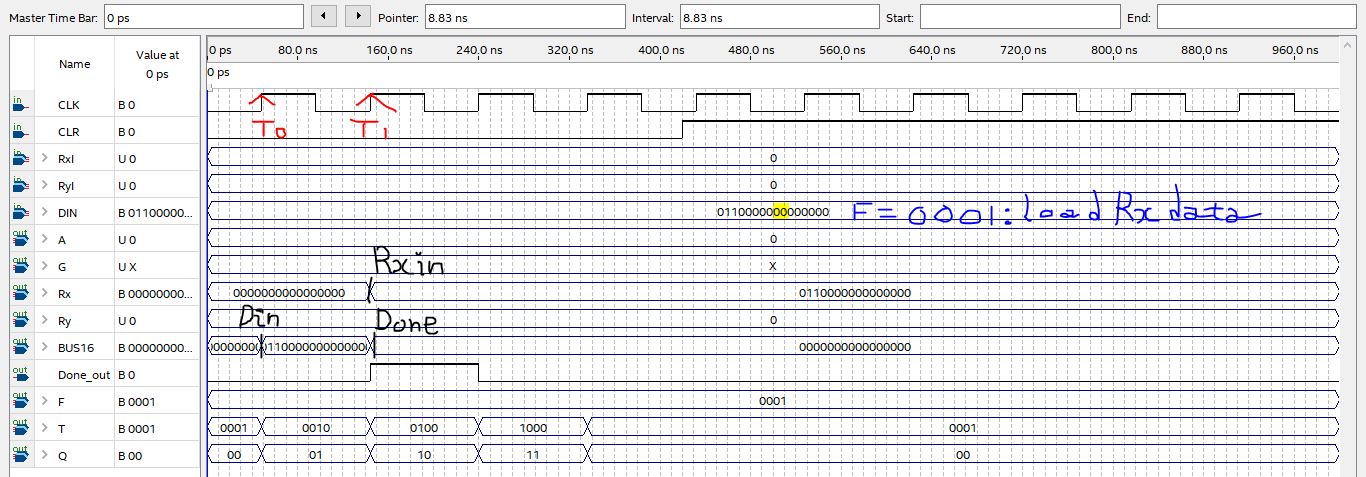 Master Time Bar: 0 ps Pointer: 8.83 ns Interval: 8.83 ns Start: End:
Name Value at 0 ps
0 ps 80.0 ns 160.0 ns 240.0 ns 320.0 ns 400.0 ns 480.0 ns 560.0 ns 640.0 ns 720.0 ns 800.0 ns 880.0 ns 960.0 ns
0 ps
in CLK B 0
T0 T1
in CLR B 0
in RxI U 0 0
in RyI U 0 0
in DIN B 01100000... 0110000000000000 F=0001:load Rx data
out A U 0 0
out G U X X
Rxin
out Rx B 00000000... 0000000000000000 0110000000000000
out Ry U 0 0
Din Done
out BUS16 B 00000000... 0000000000000000
out Done_out B 0
out F B 0001 0001
out T B 0001 0001 0010 0100 1000 0001
out Q B 00 00 01 10 11 00